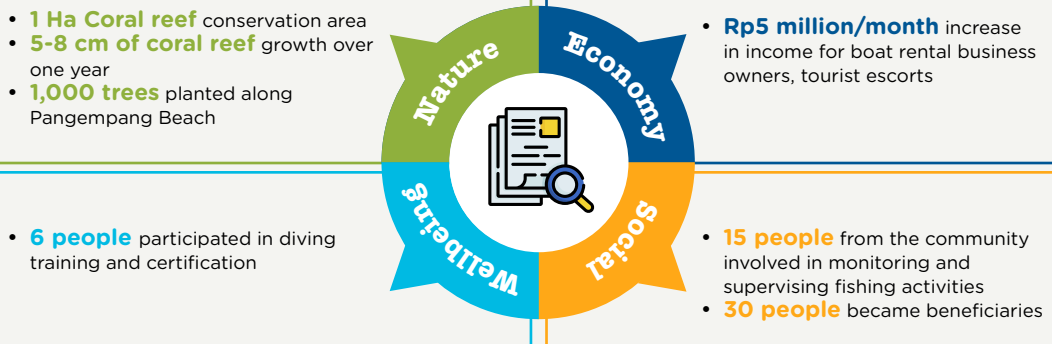 • 1 Ha Coral reef conservation area
• 5-8 cm of coral reef growth over
one year
• 1,000 trees planted along
Pangempang Beach
Nature
Economy
• Rp5 million/month increase
in income for boat rental business
owners, tourist escorts
• 6 people participated in diving
training and certification
Wellbeing
Social
• 15 people from the community
involved in monitoring and
supervising fishing activities
• 30 people became beneficiaries